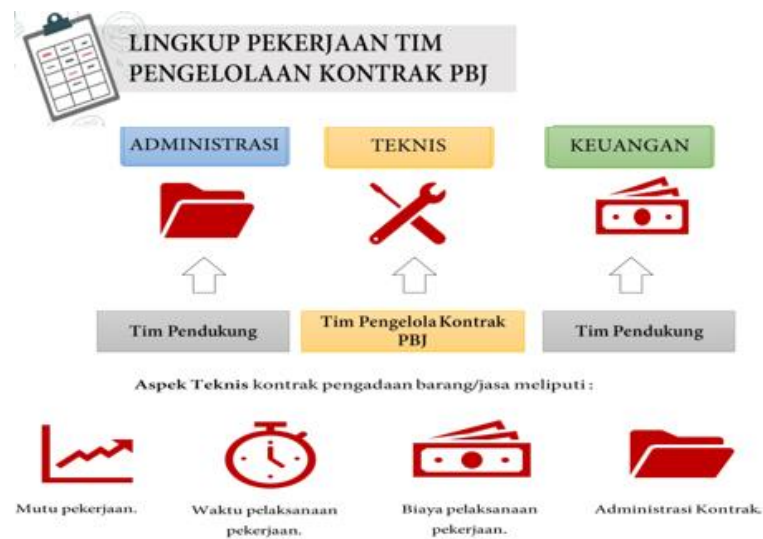 LINGKUP PEKERJAAN TIM
PENGELOLAAN KONTRAK PBJ
ADMINISTRASI
TEKNIS
KEUANGAN
Tim Pendukung
Tim Pengelola Kontrak
PBJ
Tim Pendukung
Aspek Teknis kontrak pengadaan barang/jasa meliputi :
Mutu pekerjaan.
Waktu pelaksanaan
pekerjaan.
Biaya pelaksanaan
pekerjaan.
Administrasi Kontrak.